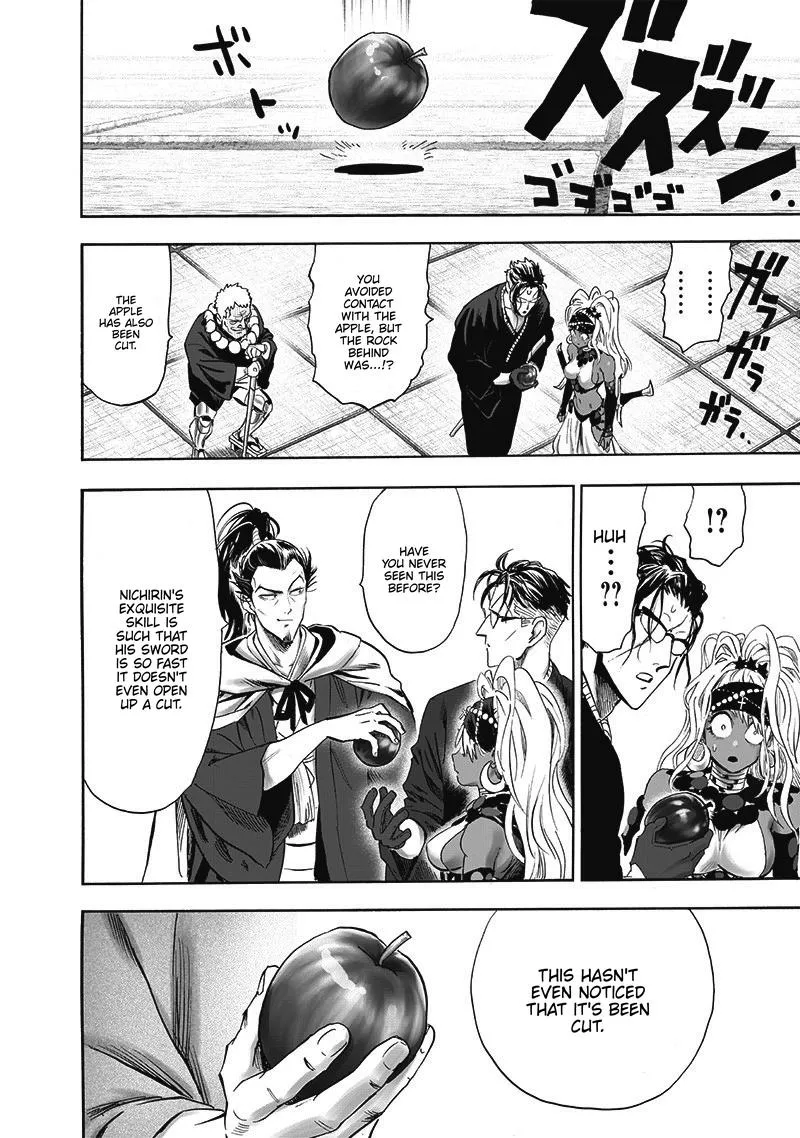 ズズズズン..
ボトッ
ゴゴゴゴゴ
ガラガラガラ..
......
YOU
AVOIDED
CONTACT
WITH THE
APPLE, BUT
THE ROCK
BEHIND
WAS...!?
THE
APPLE
HAS ALSO
BEEN
CUT.
!?
HUH
...
??
HAVE
YOU NEVER
SEEN THIS
BEFORE?
NICHIRIN'S
EXQUISITE
SKILL IS
SUCH THAT
HIS SWORD
IS SO FAST
IT DOESN'T
EVEN OPEN
UP A CUT.
THIS HASN'T
EVEN NOTICED
THAT IT'S BEEN
CUT.